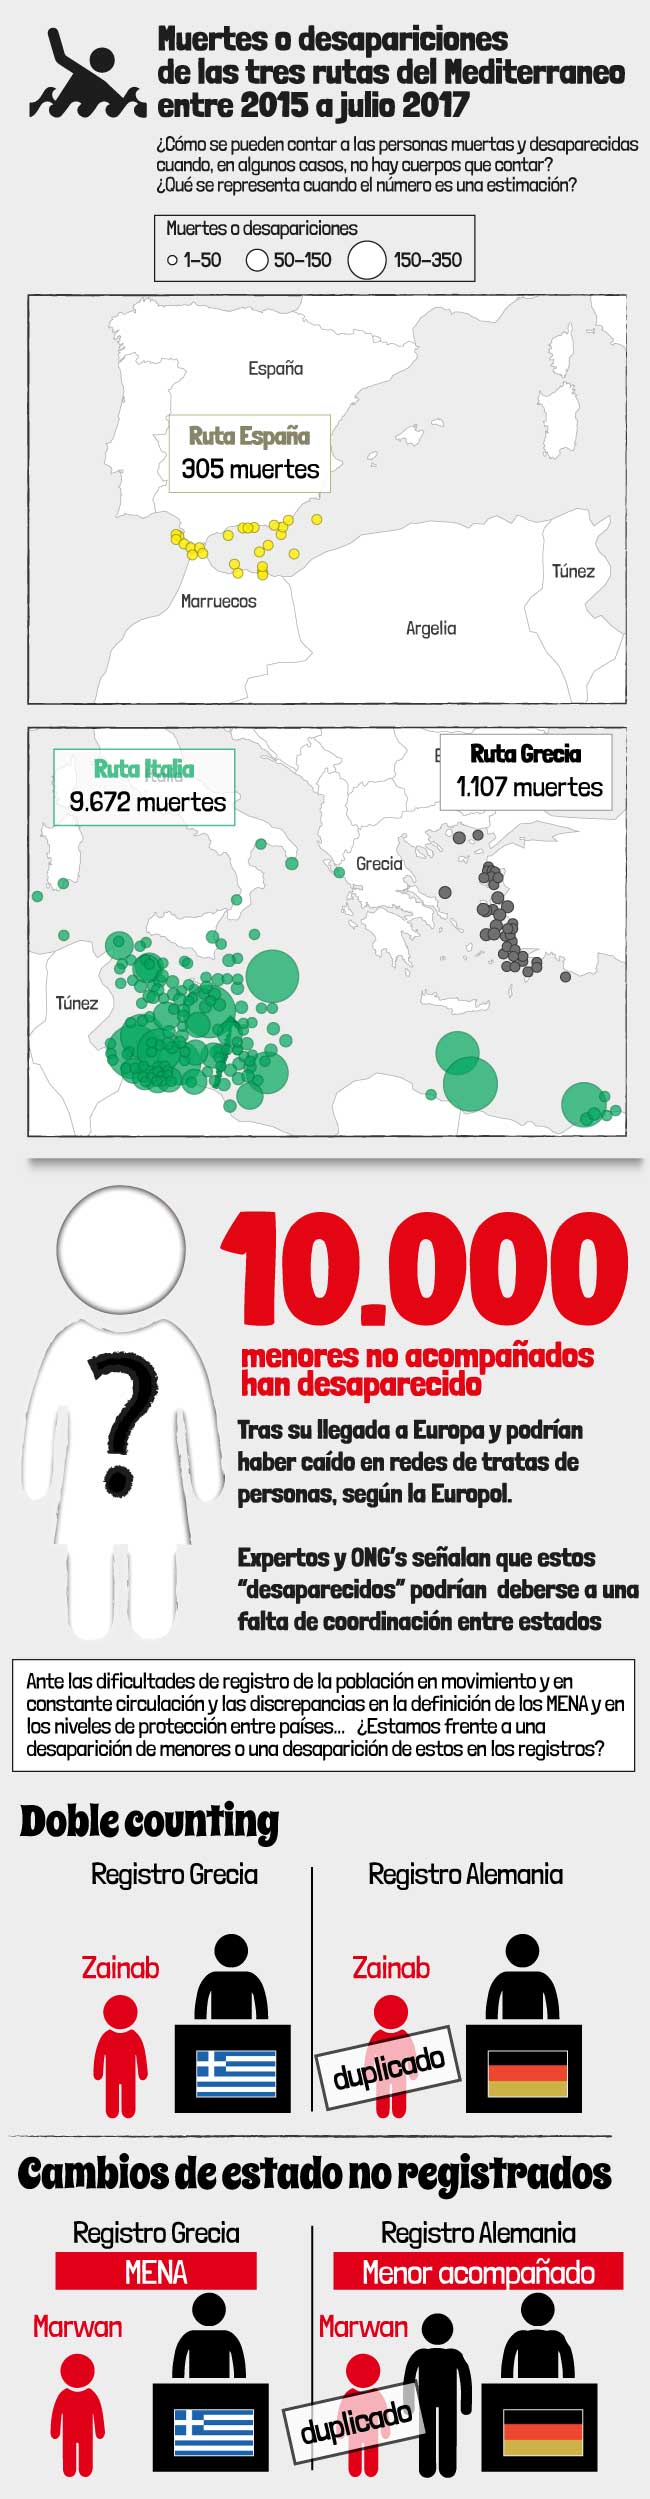 Muertes o desapariciones
de las tres rutas del Mediterraneo
entre 2015 a julio 2017
¿Cómo se pueden contar a las personas muertas y desaparecidas
cuando, en algunos casos, no hay cuerpos que contar?
¿Qué se representa cuando el número es una estimación?
Muertes o desapariciones
1-50 50-150 150-350
España
Ruta España
305 muertes
Túnez
Marruecos
Argelia
Ruta Italia
Italia
9.672 muertes
Ruta Grecia
1.107 muertes
Grecia
Túnez
10.000
menores no acompañados
han desaparecido
?
Tras su llegada a Europa y podrían
haber caído en redes de tratas de
personas, según la Europol.
Expertos y ONG's señalan que estos
"desaparecidos" podrían deberse a una
falta de coordinación entre estados
Ante las dificultades de registro de la población en movimiento y en
constante circulación y las discrepancias en la definición de los MENA y en
los niveles de protección entre países... ¿Estamos frente a una
desaparición de menores o una desaparición de estos en los registros?
Doble counting
Registro Grecia
Registro Alemania
Zainab
Zainab
duplicado
Cambios de estado no registrados
Registro Grecia
Registro Alemania
MENA
Menor acompañado
Marwan
Marwan
duplicado